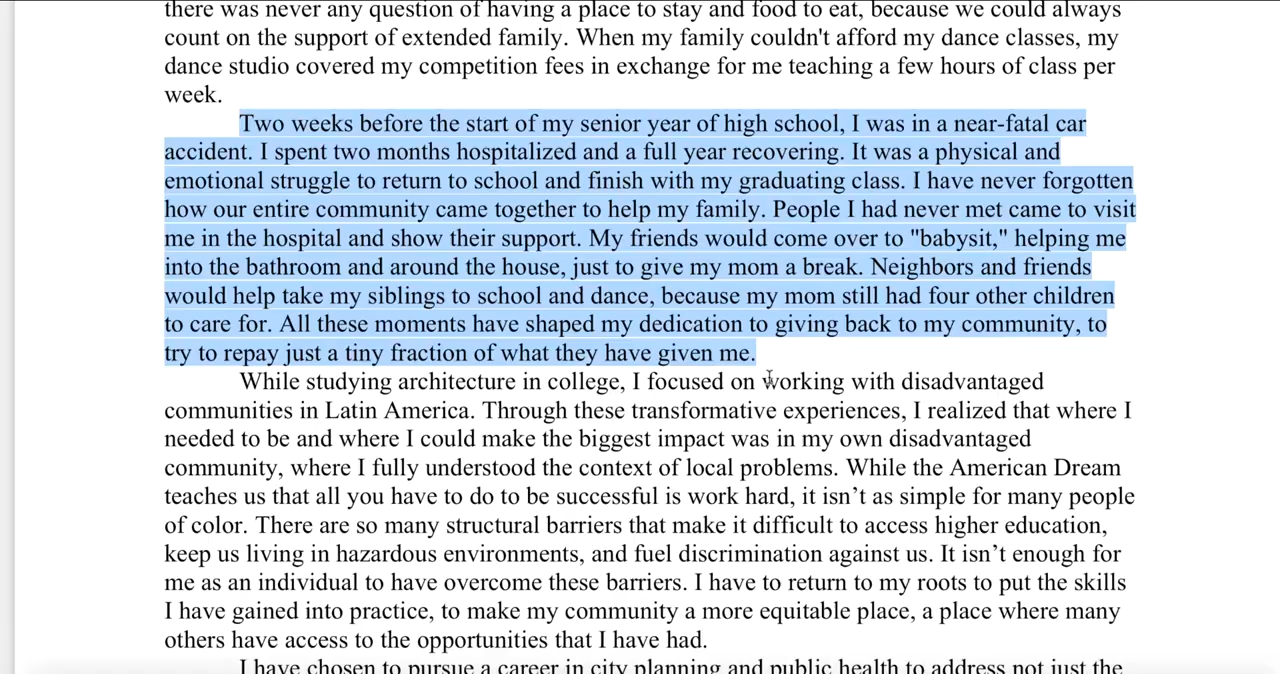 there was never any question of having a place to stay and food to eat, because we could always
count on the support of extended family. When my family couldn't afford my dance classes, my
dance studio covered my competition fees in exchange for me teaching a few hours of class per
week.
Two weeks before the start of my senior year of high school, I was in a near-fatal car
accident. I spent two months hospitalized and a full year recovering. It was a physical and
emotional struggle to return to school and finish with my graduating class. I have never forgotten
how our entire community came together to help my family. People I had never met came to visit
me in the hospital and show their support. My friends would come over to "babysit," helping me
into the bathroom and around the house, just to give my mom a break. Neighbors and friends
would help take my siblings to school and dance, because my mom still had four other children
to care for. All these moments have shaped my dedication to giving back to my community, to
try to repay just a tiny fraction of what they have given me.
While studying architecture in college, I focused on working with disadvantaged
communities in Latin America. Through these transformative experiences, I realized that where I
needed to be and where I could make the biggest impact was in my own disadvantaged
community, where I fully understood the context of local problems. While the American Dream
teaches us that all you have to do to be successful is work hard, it isn’t as simple for many people
of color. There are so many structural barriers that make it difficult to access higher education,
keep us living in hazardous environments, and fuel discrimination against us. It isn’t enough for
me as an individual to have overcome these barriers. I have to return to my roots to put the skills
I have gained into practice, to make my community a more equitable place, a place where many
others have access to the opportunities that I have had.
I have chosen to pursue a career in city planning and public health to address not just the